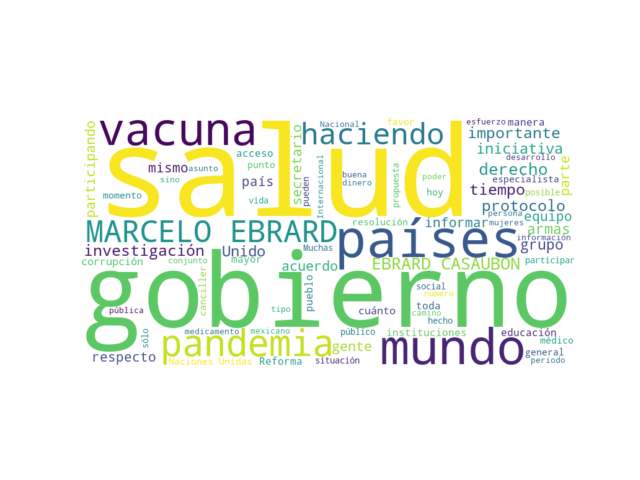 salud
gobierno
vacuna
países
mundo
pandemia
haciendo
MARCELO EBRARD
EBRARD CASAUBON
participando
Nacional
favor
esfuerzo
manera
importante
iniciativa
desarrollo
derecho
especialista
parte
tiempo
posible
protocolo
persona
mujeres
equipo
información
armas
grupo
participar
secretario
acceso
punto
mismo
asunto
sino
país
pueden
Internacional
buena
dinero
propuesta
poder
hoy
momento
vida
resolución
informar
Muchas
investigación
Unido
mayor
corrupción
conjunto
canciller
acuerdo
pueblo
social
número
toda
camino
hecho
cuánto
tipo
pública
sólo
medicamento
mexicano
público
instituciones
educación
médico
respecto
Naciones Unidas
Reforma
gente
situación
general
periodo